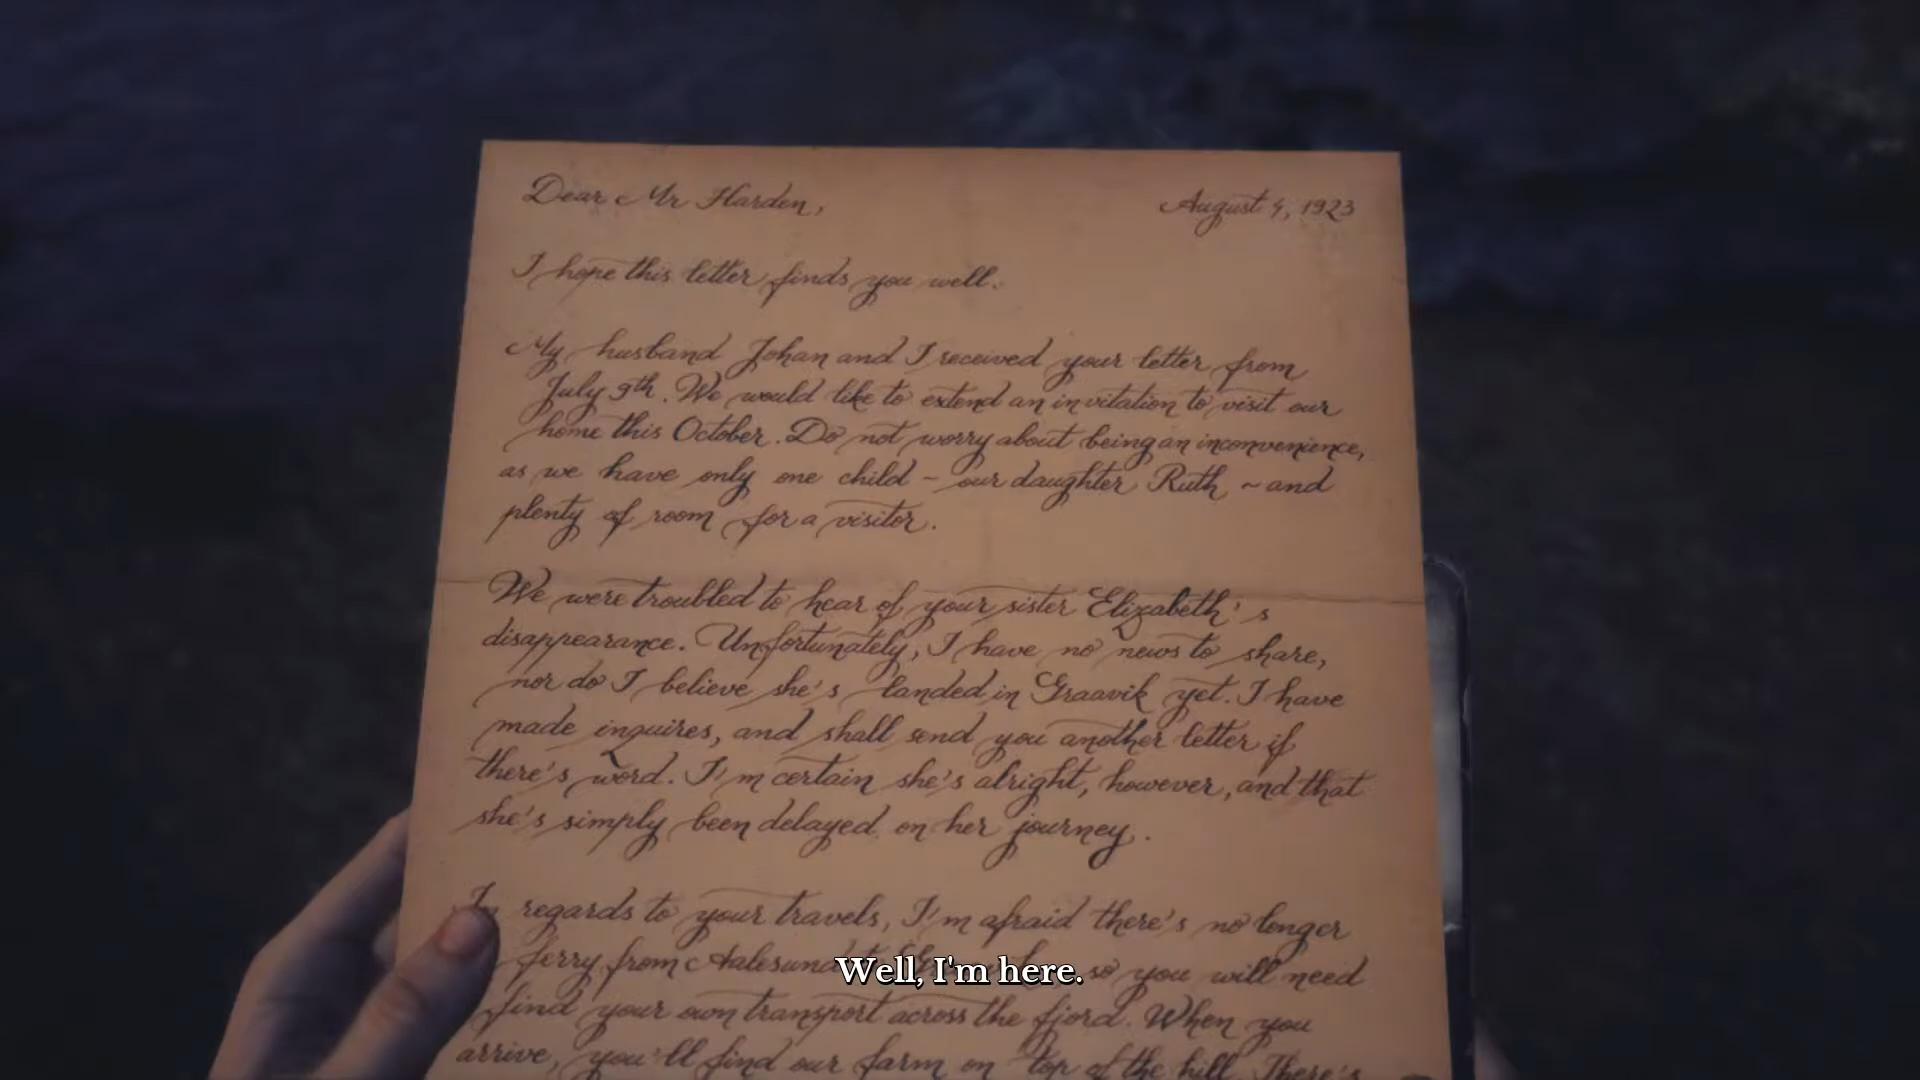 Dear Mr Harden,
August 4, 1923
I hope this letter finds you well.
My husband Johan and I received your letter from
July 9th. We would like to extend an invitation to visit our
home this October. Do not worry about being an inconvenience,
as we have only one child - our daughter Ruth - and
plenty of room for a visitor.
We were troubled to hear of your sister Elizabeth's
disappearance. Unfortunately, I have no news to share,
nor do I believe she's landed in Graavik yet. I have
made inquires, and shall send you another letter if
there's word. I'm certain she's alright, however, and that
she's simply been delayed on her journey.
In regards to your travels, I'm afraid there's no longer
ferry from Aalesund so you will need
Well, I'm here.
find your own transport across the fjord. When you
arrive, you'll find our farm on top of the hill. There's